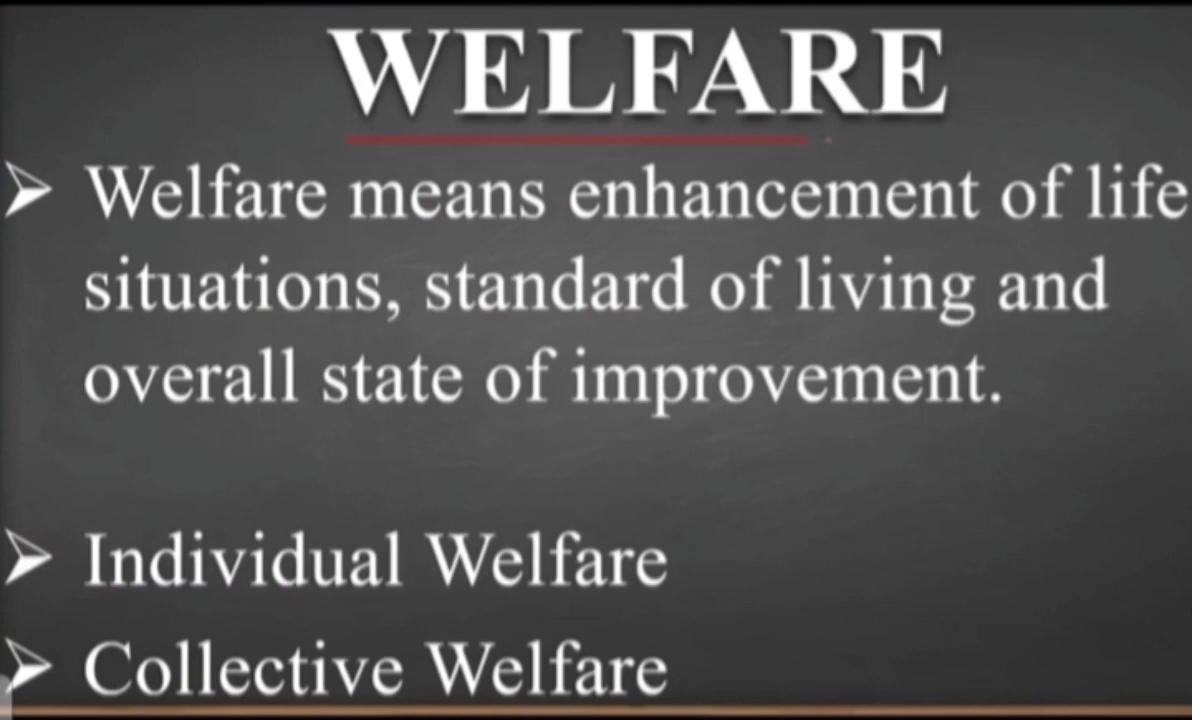 WELFARE
Welfare means enhancement of life
situations, standard of living and
overall state of improvement.
Individual Welfare
Collective Welfare